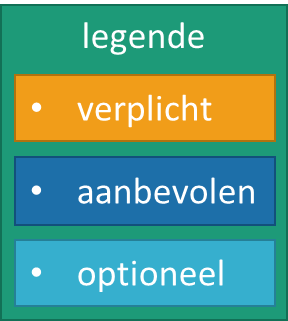 legende
• verplicht
• aanbevolen
• optioneel